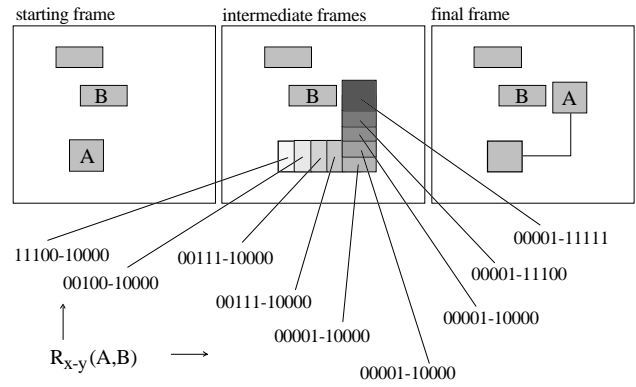 starting frame
intermediate frames
final frame
B
A
B
B
A
11100-10000
00100-10000
00111-10000
00111-10000
00001-10000
00001-10000
00001-10000
00001-11100
00001-11111
Rx-y(A,B)